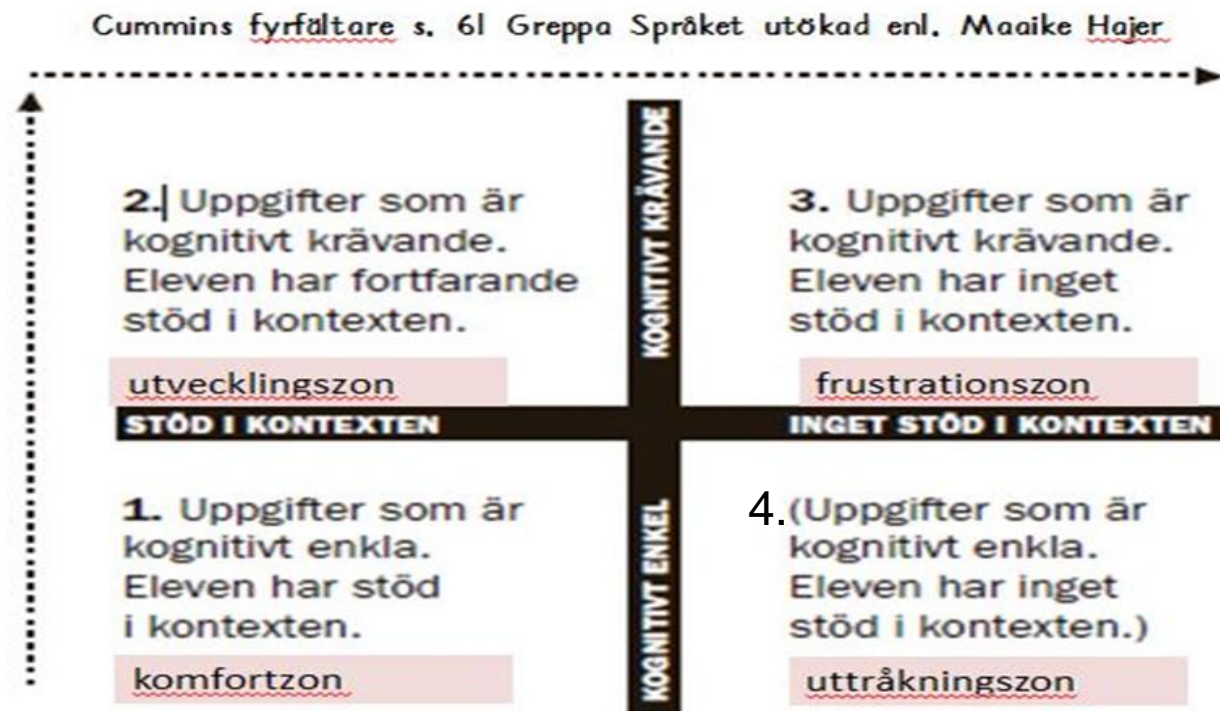 Cummins fyrfältare s. 61 Greppa Språket utökad enl. Maaike Hajer
KOGNITIVT KRÄVANDE
2. Uppgifter som är
kognitivt krävande.
Eleven har fortfarande
stöd i kontexten.
utvecklingszon
3. Uppgifter som är
kognitivt krävande.
Eleven har inget
stöd i kontexten.
frustrationszon
STÖD I KONTEXTEN
INGET STÖD I KONTEXTEN
1. Uppgifter som är
kognitivt enkla.
Eleven har stöd
i kontexten.
komfortzon
KOGNITIVT ENKEL
4.(Uppgifter som är
kognitivt enkla.
Eleven har inget
stöd i kontexten.)
uttråkningszon